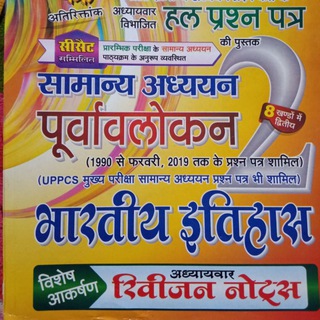 अतिरिक्तांक अध्यायवार विभाजित
हल प्रश्न पत्र
की पुस्तक
सीसैट सम्मिलित
प्रारम्भिक परीक्षा के सामान्य अध्ययन
पाठ्यक्रम के अनुरूप व्यवस्थित
सामान्य अध्ययन
पूर्वावलोकन
2
8 खण्डों में द्वितीय
(1990 से फरवरी, 2019 तक के प्रश्न पत्र शामिल)
(UPPCS मुख्य परीक्षा सामान्य अध्ययन प्रश्न पत्र भी शामिल)
भारतीय इतिहास
विशेष आकर्षण
अध्यायवार
रिवीजन नोट्स